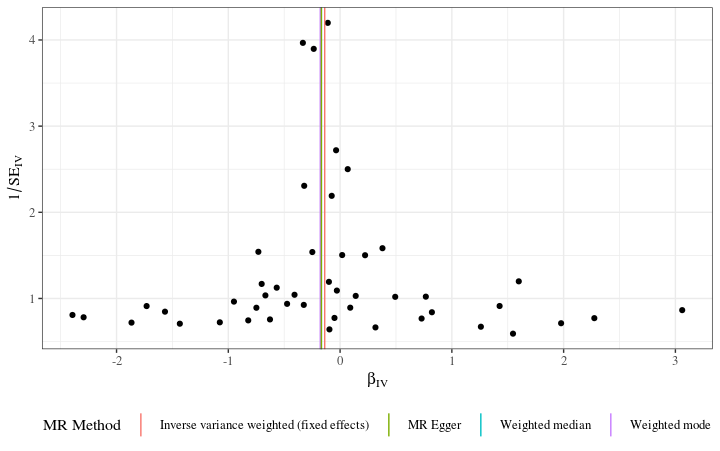 4
3
2
1
1/SE_IV
-2 -1 0 1 2 3
β_IV
MR Method Inverse variance weighted (fixed effects) MR Egger Weighted median Weighted mode